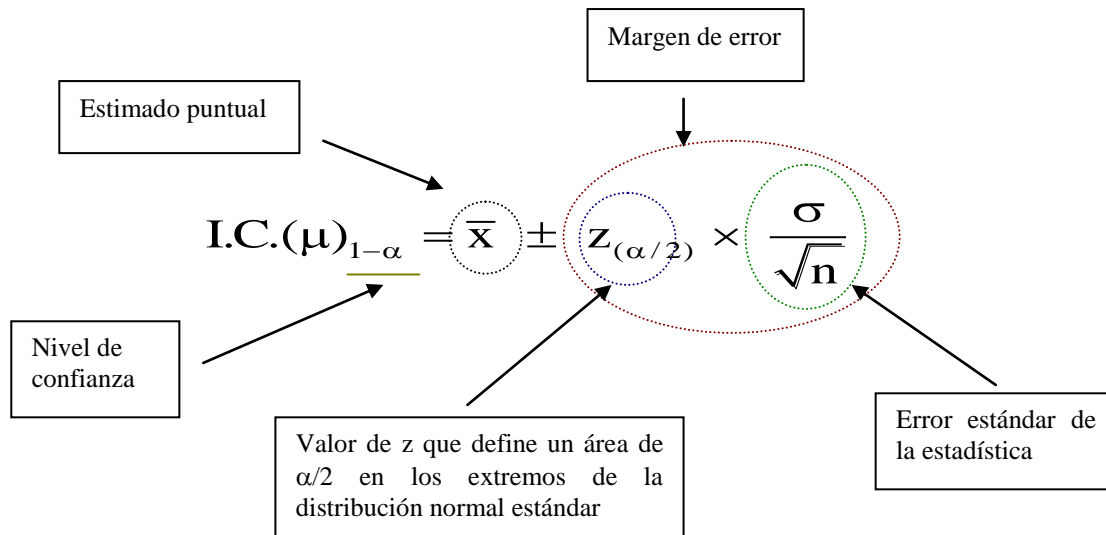 Margen de error
Estimado puntual
I.C.(μ)₁₋α = x̄ ± z(α/2) × σ/√n
Nivel de
confianza
Valor de z que define un área de
α/2 en los extremos de la
distribución normal estándar
Error estándar de
la estadística